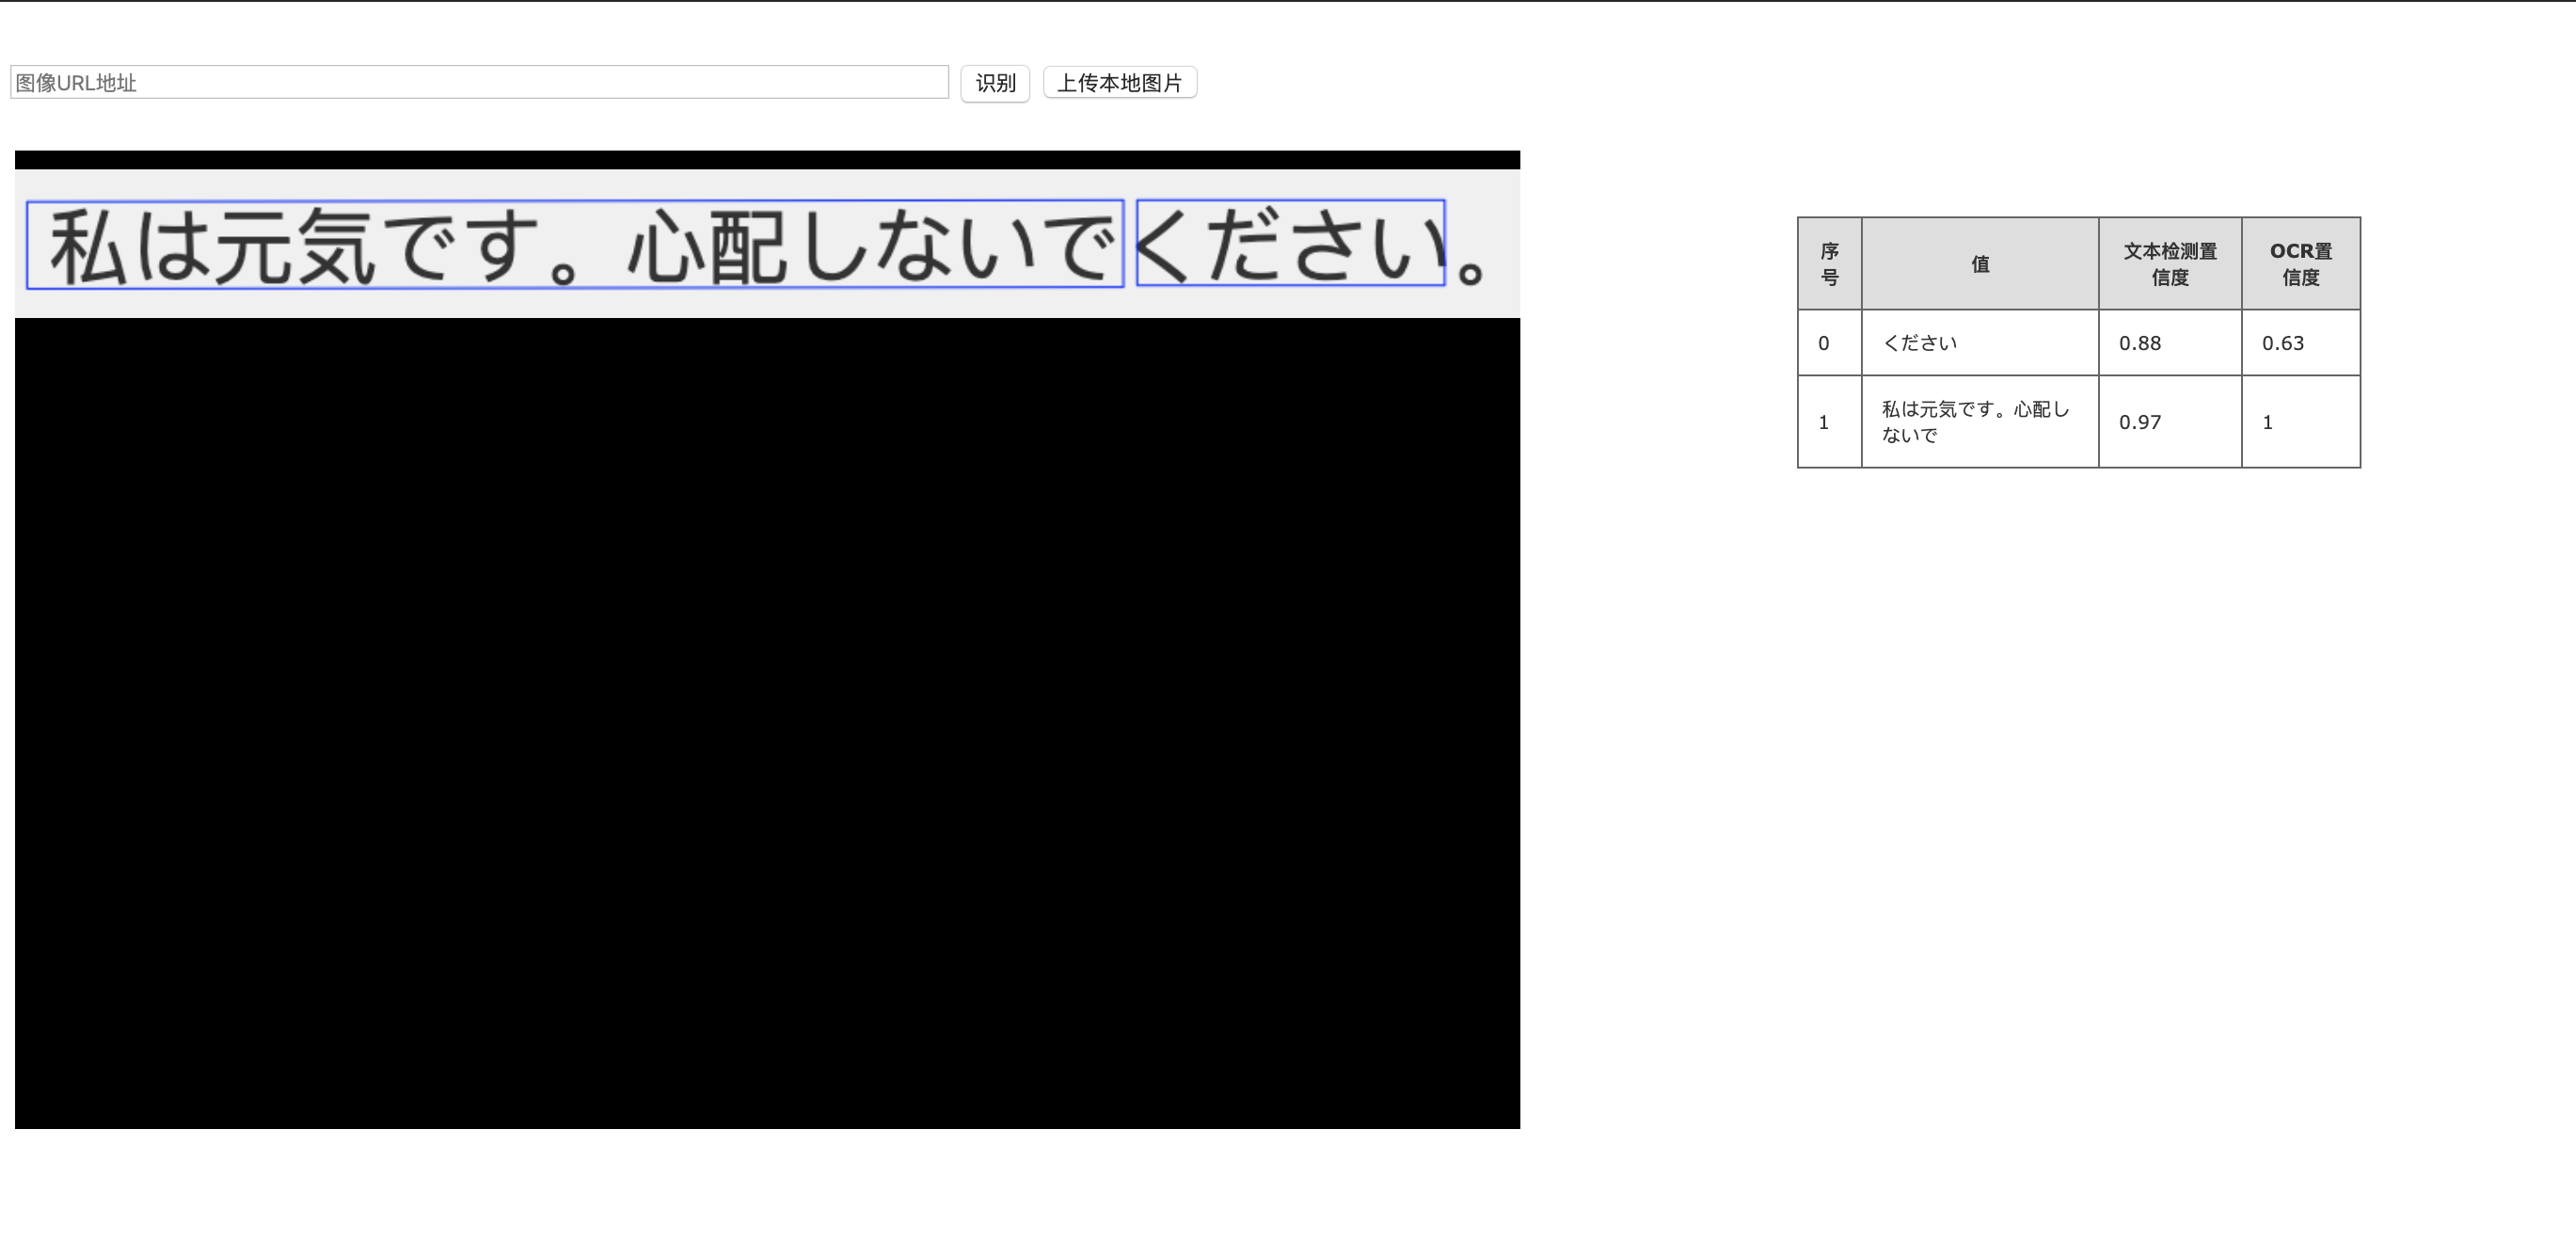 图像URL地址 识别 上传本地图片
私は元気です。心配しないでください。
序号 值 文本检测置信度 OCR置信度
0 ください 0.88 0.63
1 私は元気です。心配しないで 0.97 1